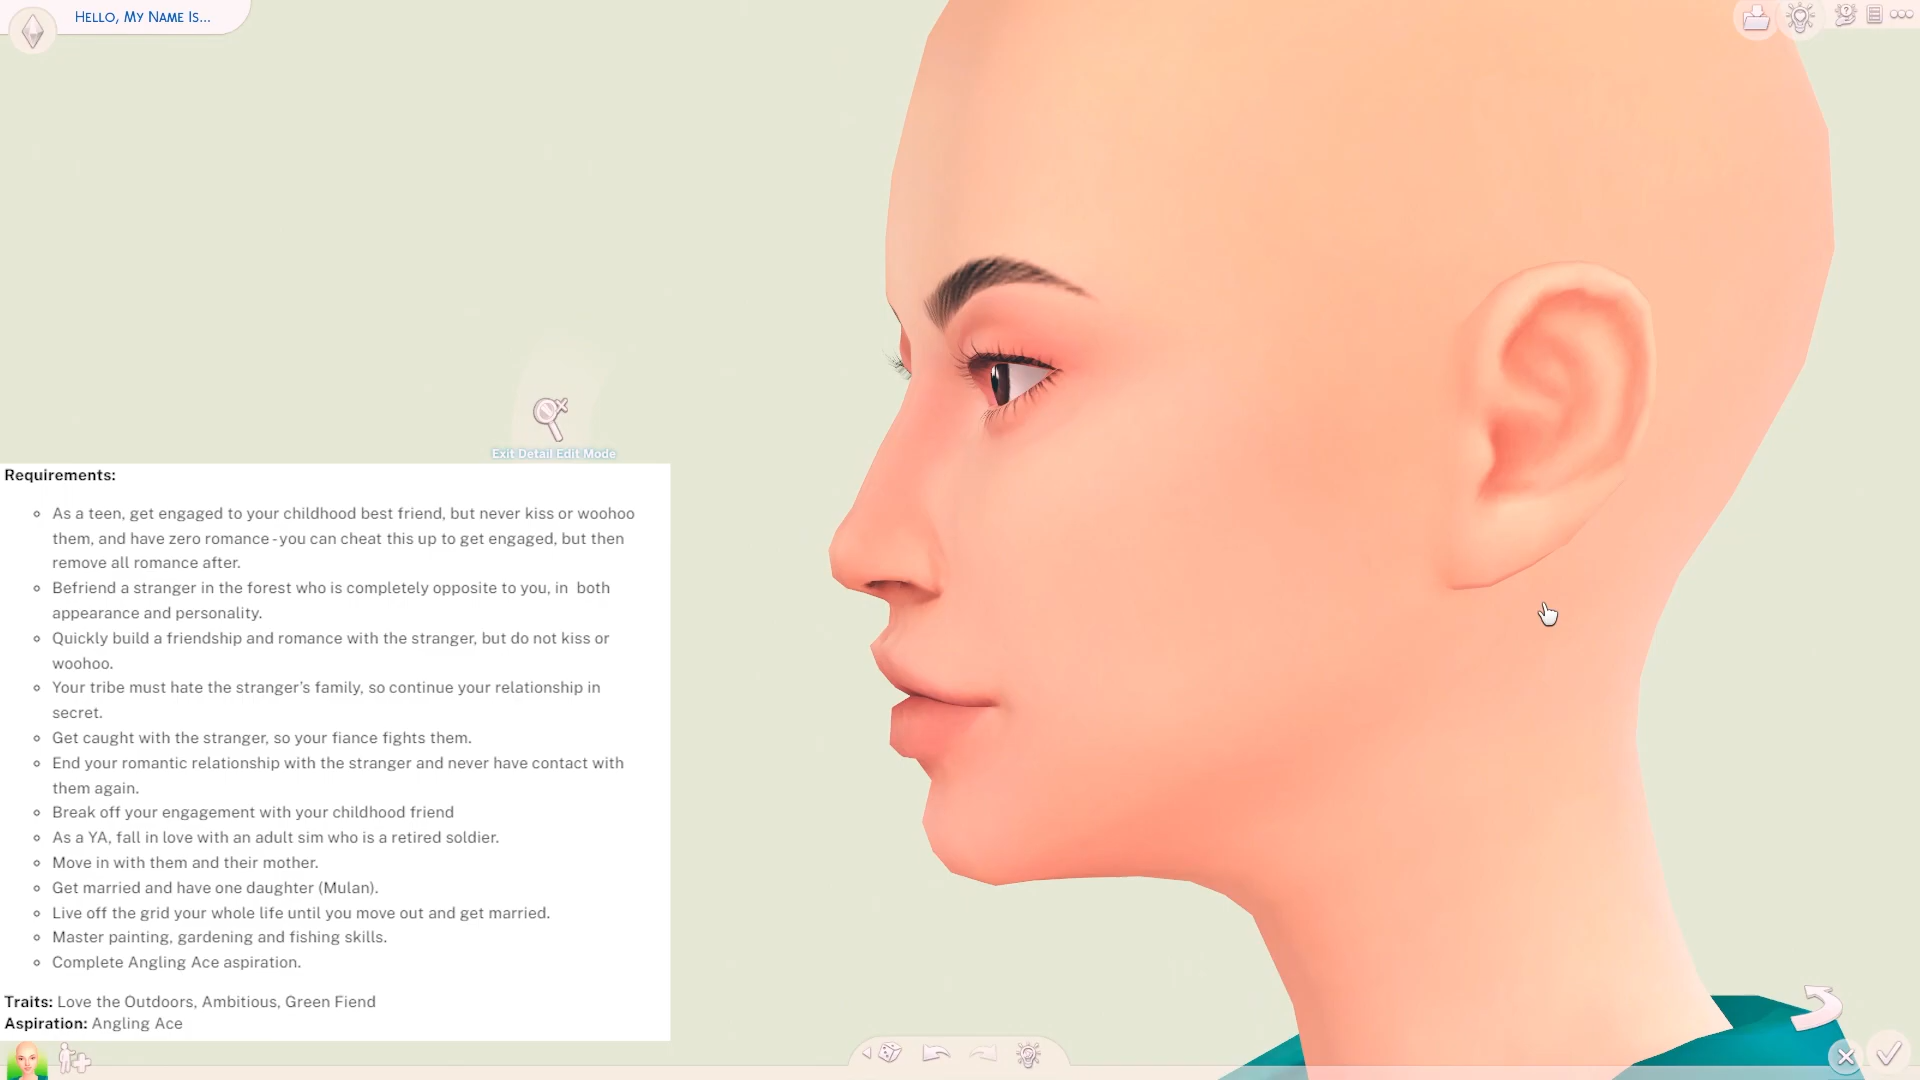 Hello, My Name Is...
Exit Detail Edit Mode
Requirements:
As a teen, get engaged to your childhood best friend, but never kiss or woohoo
them, and have zero romance - you can cheat this up to get engaged, but then
remove all romance after.
Befriend a stranger in the forest who is completely opposite to you, in  both
appearance and personality.
Quickly build a friendship and romance with the stranger, but do not kiss or
woohoo.
Your tribe must hate the stranger's family, so continue your relationship in
secret.
Get caught with the stranger, so your fiance fights them.
End your romantic relationship with the stranger and never have contact with
them again.
Break off your engagement with your childhood friend
As a YA, fall in love with an adult sim who is a retired soldier.
Move in with them and their mother.
Get married and have one daughter (Mulan).
Live off the grid your whole life until you move out and get married.
Master painting, gardening and fishing skills.
Complete Angling Ace aspiration.
Traits: Love the Outdoors, Ambitious, Green Fiend
Aspiration: Angling Ace